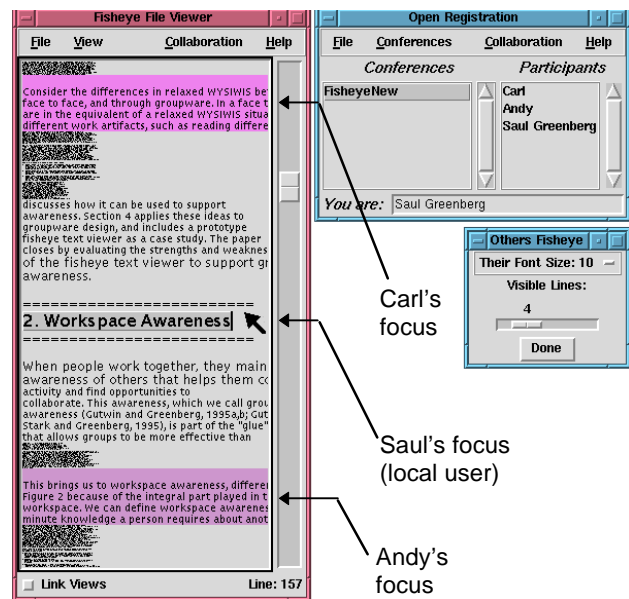 Fisheye File Viewer
File View Collaboration Help
Consider the differences in relaxed WYSIWIS be
face to face, and through groupware. In a face t
are in the equivalent of a relaxed WYSIWIS situa
different work artifacts, such as reading differe
discusses how it can be used to support
awareness. Section 4 applies these ideas to
groupware design, and includes a prototype
fisheye text viewer as a case study. The paper
closes by evaluating the strengths and weaknes
of the fisheye text viewer to support gr
awareness.
============================
2. Workspace Awareness
============================
When people work together, they main
awareness of others that helps them co
activity and find opportunities to
collaborate. This awareness, which we call grou
awareness (Gutwin and Greenberg, 1995a,b; Gut
Stark and Greenberg, 1995), is part of the "glue"
that allows groups to be more effective than
This brings us to workspace awareness, differen
Figure 2 because of the integral part played in t
workspace. We can define workspace awarenes
minute knowledge a person requires about anot
Link Views Line: 157
Open Registration
File Conferences Collaboration Help
Conferences Participants
FisheyeNew
Carl
Andy
Saul Greenberg
You are: Saul Greenberg
Others Fisheye
Their Font Size: 10
Visible Lines:
4
Done
Carl's
focus
Saul's focus
(local user)
Andy's
focus